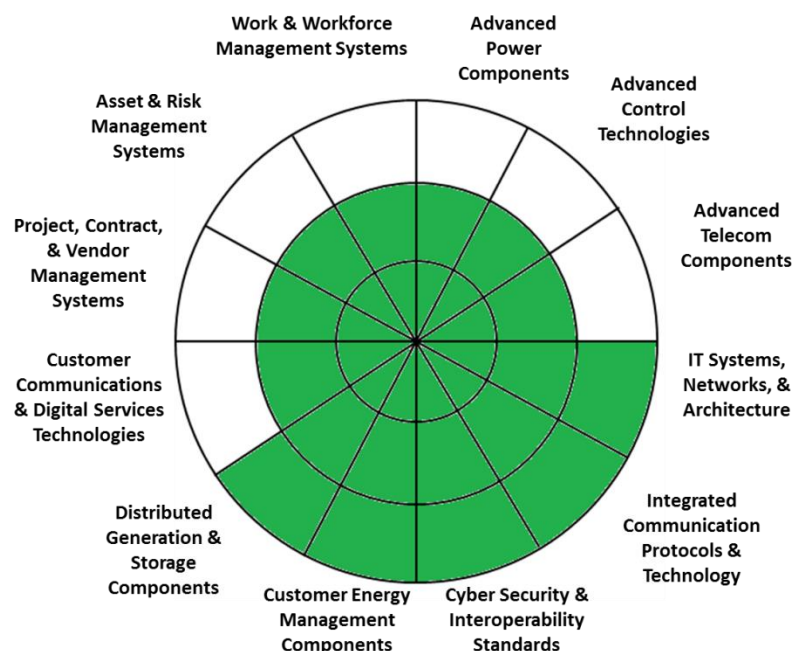 Work & Workforce
Management Systems
Advanced
Power
Components
Advanced
Control
Technologies
Advanced
Telecom
Components
IT Systems,
Networks, &
Architecture
Integrated
Communication
Protocols &
Technology
Cyber Security &
Interoperability
Standards
Customer Energy
Management
Components
Distributed
Generation &
Storage
Components
Customer
Communications
& Digital Services
Technologies
Project, Contract,
& Vendor
Management
Systems
Asset & Risk
Management
Systems